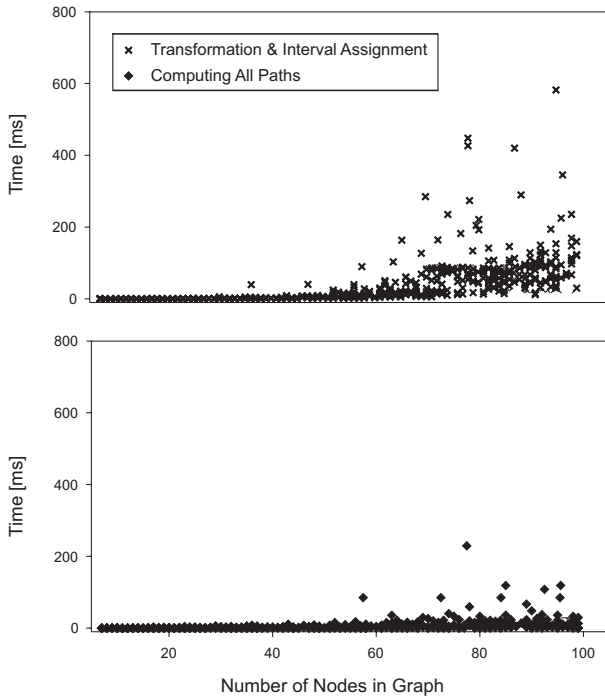 800
Transformation & Interval Assignment
Computing All Paths
600
Time [ms]
400
200
0
800
600
Time [ms]
400
200
0
20 40 60 80 100
Number of Nodes in Graph